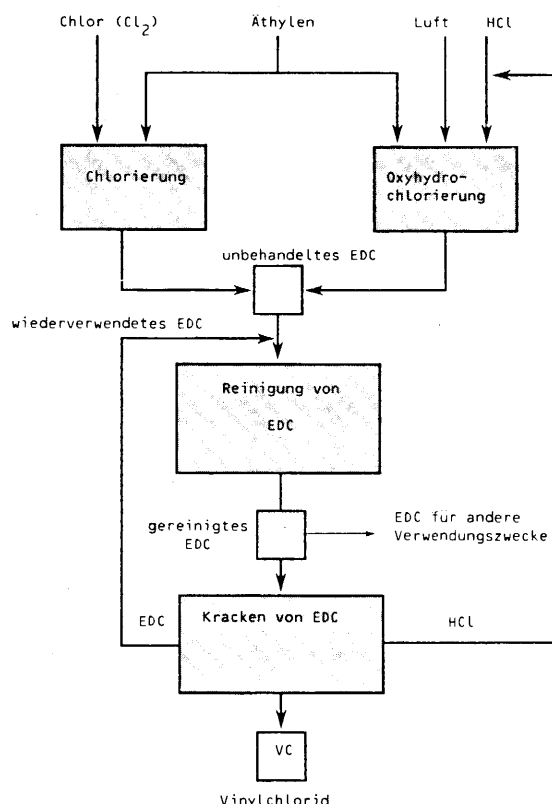 Chlor (Cl2)
Äthylen
Luft
HCl
Chlorierung
Oxyhydro-
chlorierung
unbehandeltes EDC
wiederverwendetes EDC
Reinigung von
EDC
gereinigtes
EDC
EDC für andere
Verwendungszwecke
EDC
Kracken von EDC
HCl
VC
Vinylchlorid